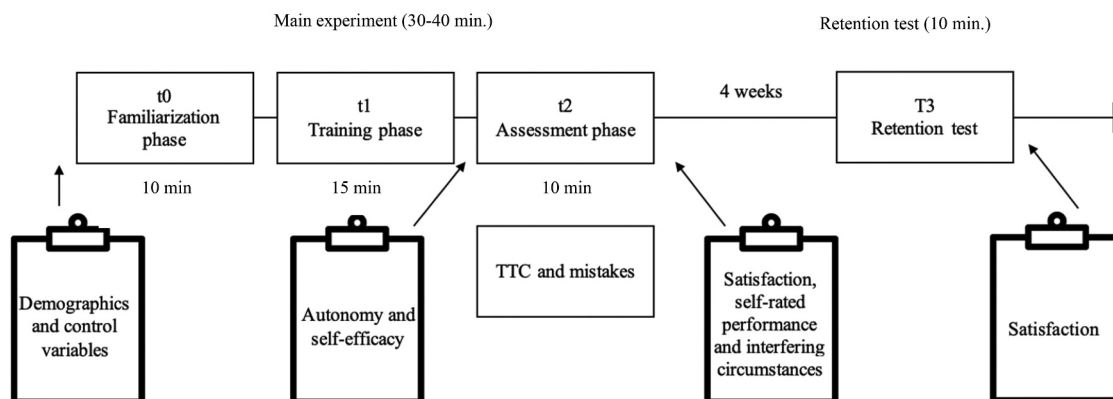 Main experiment (30-40 min.)
Retention test (10 min.)
t0
Familiarization
phase
t1
Training phase
t2
Assessment phase
4 weeks
T3
Retention test
10 min
15 min
10 min
Demographics
and control
variables
Autonomy and
self-efficacy
TTC and mistakes
Satisfaction,
self-rated
performance
and interfering
circumstances
Satisfaction